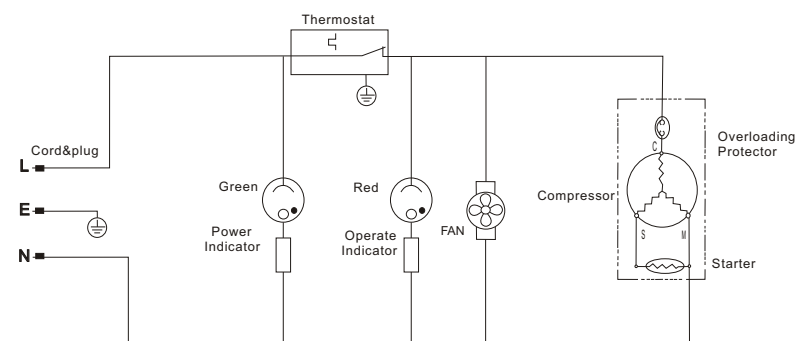 Thermostat
Cord&plug
L
E
N
Green
Power
Indicator
Red
Operate
Indicator
FAN
Compressor
C
S
M
Overloading
Protector
Starter